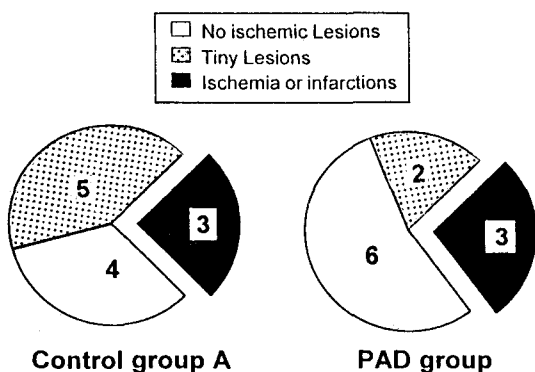 No ischemic Lesions
Tiny Lesions
Ischemia or infarctions
5
3
4
2
3
6
Control group A
PAD group